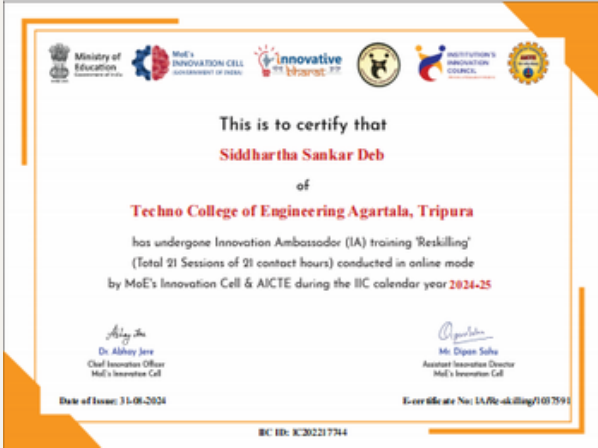 Ministry of
Education
Government of India
MoE's
INNOVATION CELL
(GOVERNMENT OF INDIA)
innovative
भारत
INSTITUTION'S
INNOVATION
COUNCIL
This is to certify that
Siddhartha Sankar Deb
of
Techno College of Engineering Agartala, Tripura
has undergone Innovation Ambassador (IA) training 'Reskilling'
(Total 21 Sessions of 21 contact hours) conducted in online mode
by MoE's Innovation Cell & AICTE during the IIC calendar year 2024-25
Dr. Abhay Jere
Chief Innovation Officer
MoE's Innovation Cell
Mr. Dipan Sahu
Assistant Innovation Director
MoE's Innovation Cell
Date of Issue: 31-08-2024
E-certificate No: IA/Re-skilling/1037591
IIC ID: IC202217744